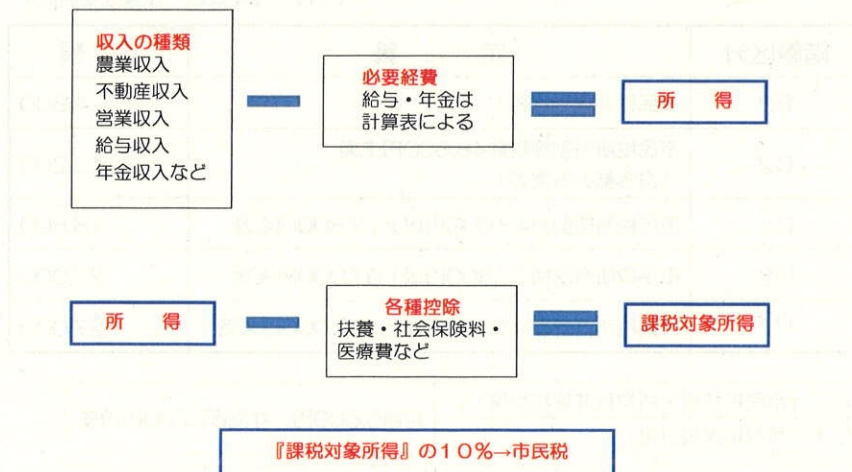 収入の種類
農業収入
不動産収入
営業収入
給与収入
年金収入など
必要経費
給与・年金は
計算表による
所 得
所 得
各種控除
扶養・社会保険料・
医療費など
課税対象所得
『課税対象所得』の10%→市民税